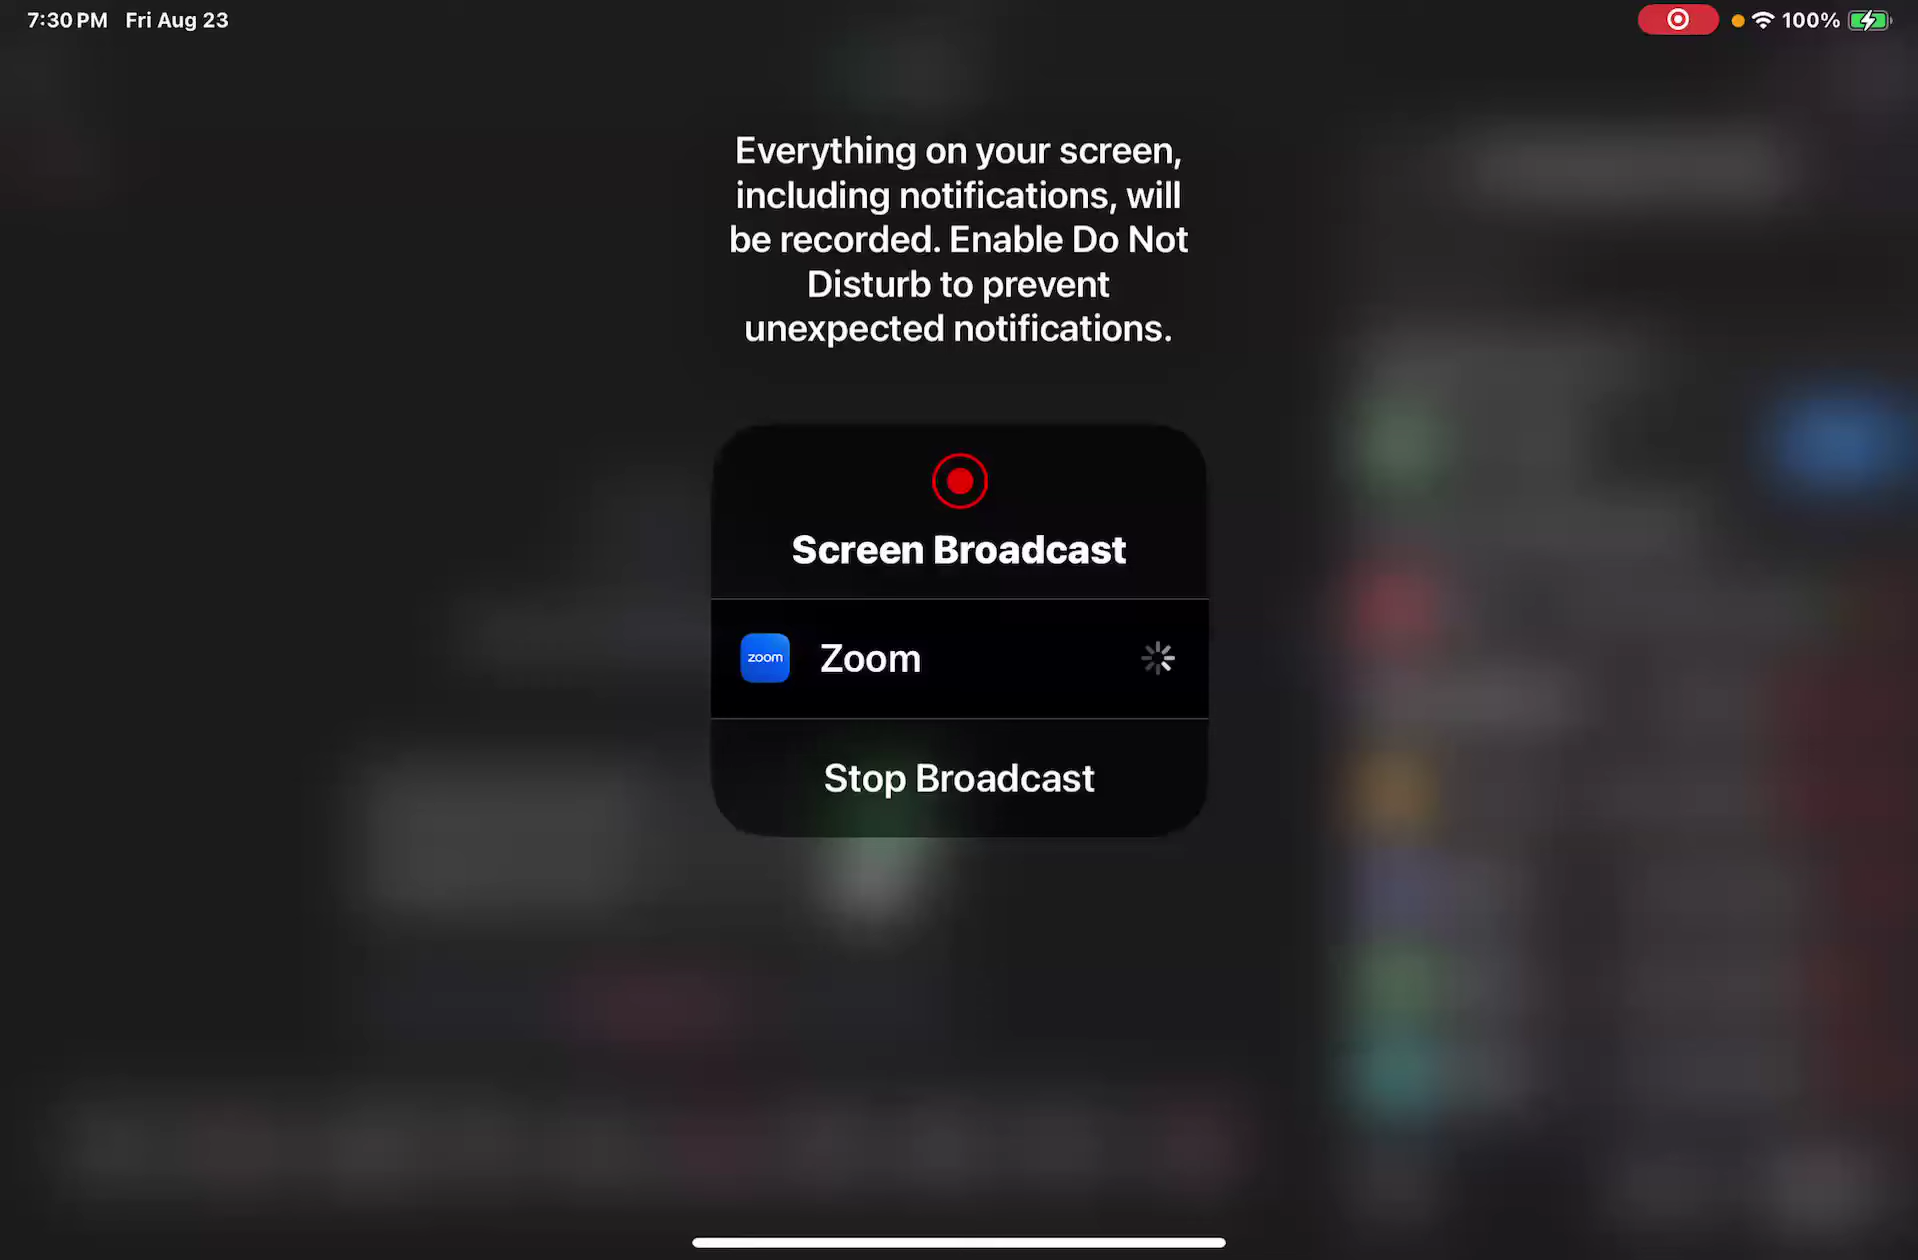 7:30 PM Fri Aug 23
100%
Everything on your screen,
including notifications, will
be recorded. Enable Do Not
Disturb to prevent
unexpected notifications.
Screen Broadcast
zoom Zoom
Stop Broadcast